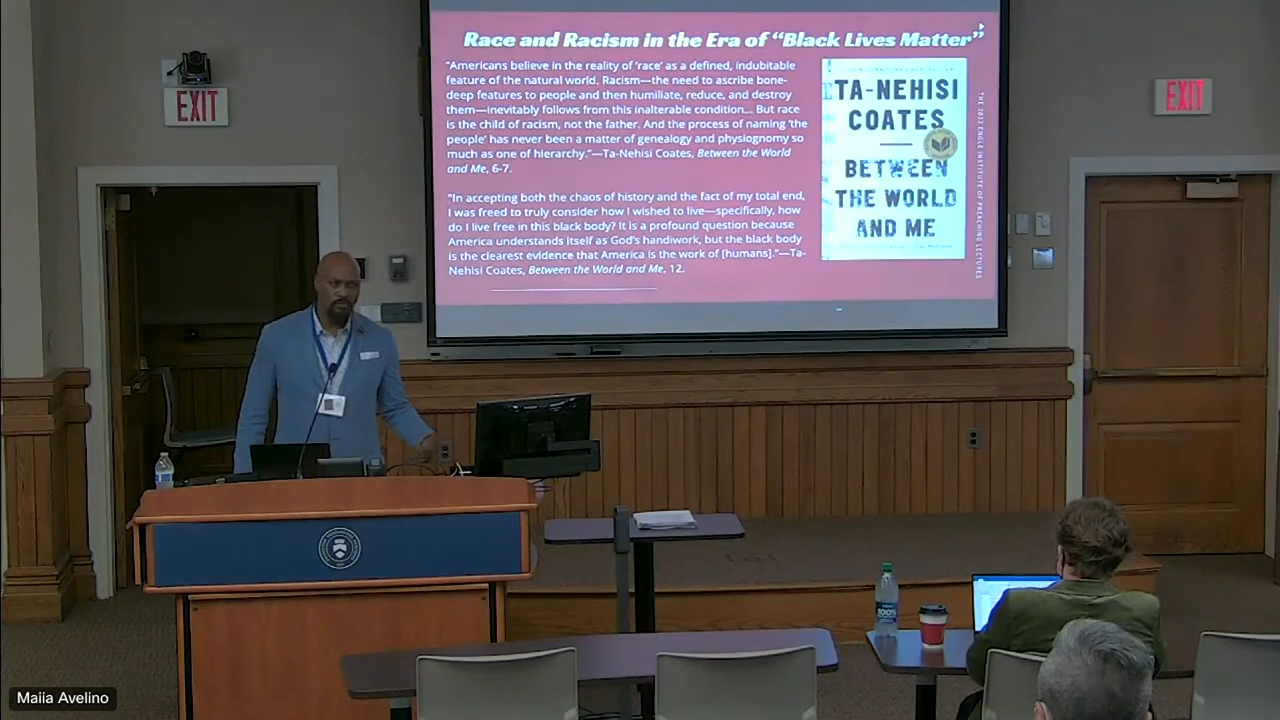 Race and Racism in the Era of “Black Lives Matter”
“Americans believe in the reality of ‘race’ as a defined, indubitable
feature of the natural world. Racism—the need to ascribe bone-
deep features to people and then humiliate, reduce, and destroy
them—inevitably follows from this inalterable condition... But race
is the child of racism, not the father. And the process of naming ‘the
people’ has never been a matter of genealogy and physiognomy so
much as one of hierarchy.”—Ta-Nehisi Coates, Between the World
and Me, 6-7.
“In accepting both the chaos of history and the fact of my total end,
I was freed to truly consider how I wished to live—specifically, how
do I live free in this black body? It is a profound question because
America understands itself as God’s handiwork, but the black body
is the clearest evidence that America is the work of [humans].”—Ta-
Nehisi Coates, Between the World and Me, 12.
TA-NEHISI
COATES
BETWEEN
THE WORLD
AND ME
THE 2022 ENGLE INSTITUTE OF PREACHING LECTURES
EXIT
EXIT
100%
Maiia Avelino